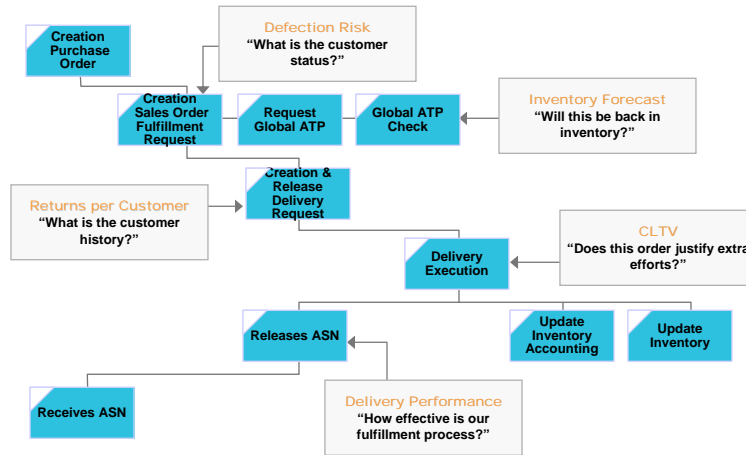 Creation
Purchase
Order
Defection Risk
“What is the customer
status?”
Creation
Sales Order
Fulfillment
Request
Request
Global ATP
Global ATP
Check
Inventory Forecast
“Will this be back in
inventory?”
Creation &
Release
Delivery
Request
Returns per Customer
“What is the customer
history?”
CLTV
“Does this order justify extra
efforts?”
Delivery
Execution
Releases ASN
Update
Inventory
Accounting
Update
Inventory
Receives ASN
Delivery Performance
“How effective is our
fulfillment process?”